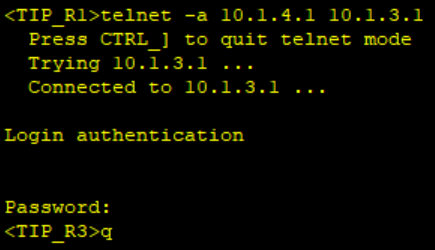 <TIP_R1>telnet -a 10.1.4.1 10.1.3.1
Press CTRL_] to quit telnet mode
Trying 10.1.3.1 ...
Connected to 10.1.3.1 ...
Login authentication
Password:
<TIP_R3>q